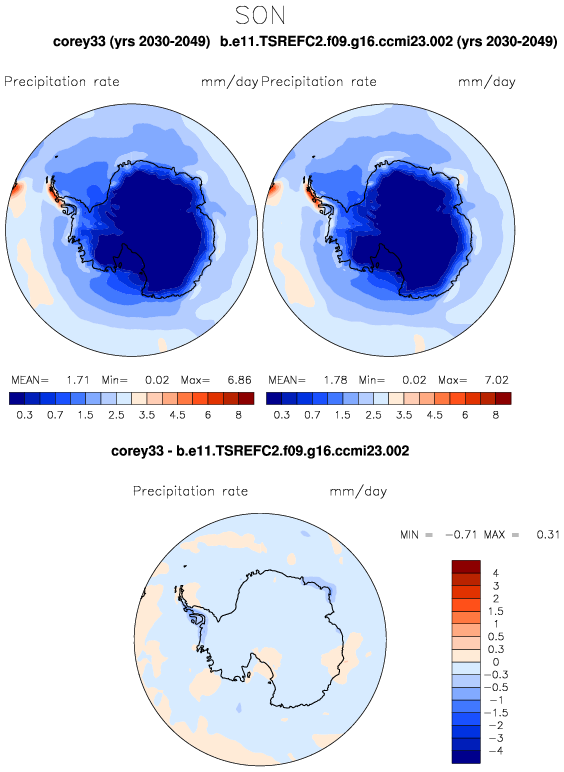 SON
corey33 (yrs 2030-2049) b.e11.TSREFC2.f09.g16.ccmi23.002 (yrs 2030-2049)
Precipitation rate mm/day Precipitation rate mm/day
MEAN= 1.71 Min= 0.02 Max= 6.86 MEAN= 1.78 Min= 0.02 Max= 7.02
0.3 0.7 1.5 2.5 3.5 4.5 6 8 0.3 0.7 1.5 2.5 3.5 4.5 6 8
corey33 - b.e11.TSREFC2.f09.g16.ccmi23.002
Precipitation rate mm/day
MIN = -0.71 MAX = 0.31
4
3
2
1.5
1
0.5
0.3
0
-0.3
-0.5
-1
-1.5
-2
-3
-4